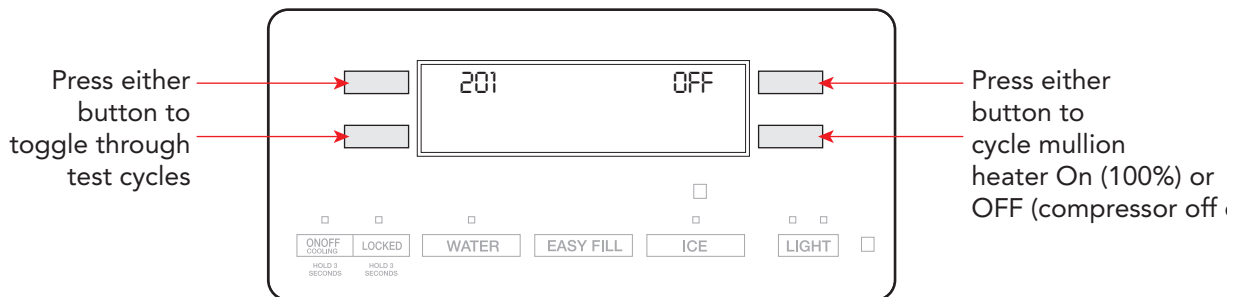 Press either
button to
toggle through
test cycles
201 OFF
Press either
button to
cycle mullion
heater On (100%) or
OFF (compressor off
ONOFF
COOLING
LOCKED
WATER
EASY FILL
ICE
LIGHT
HOLD 3
SECONDS
HOLD 3
SECONDS